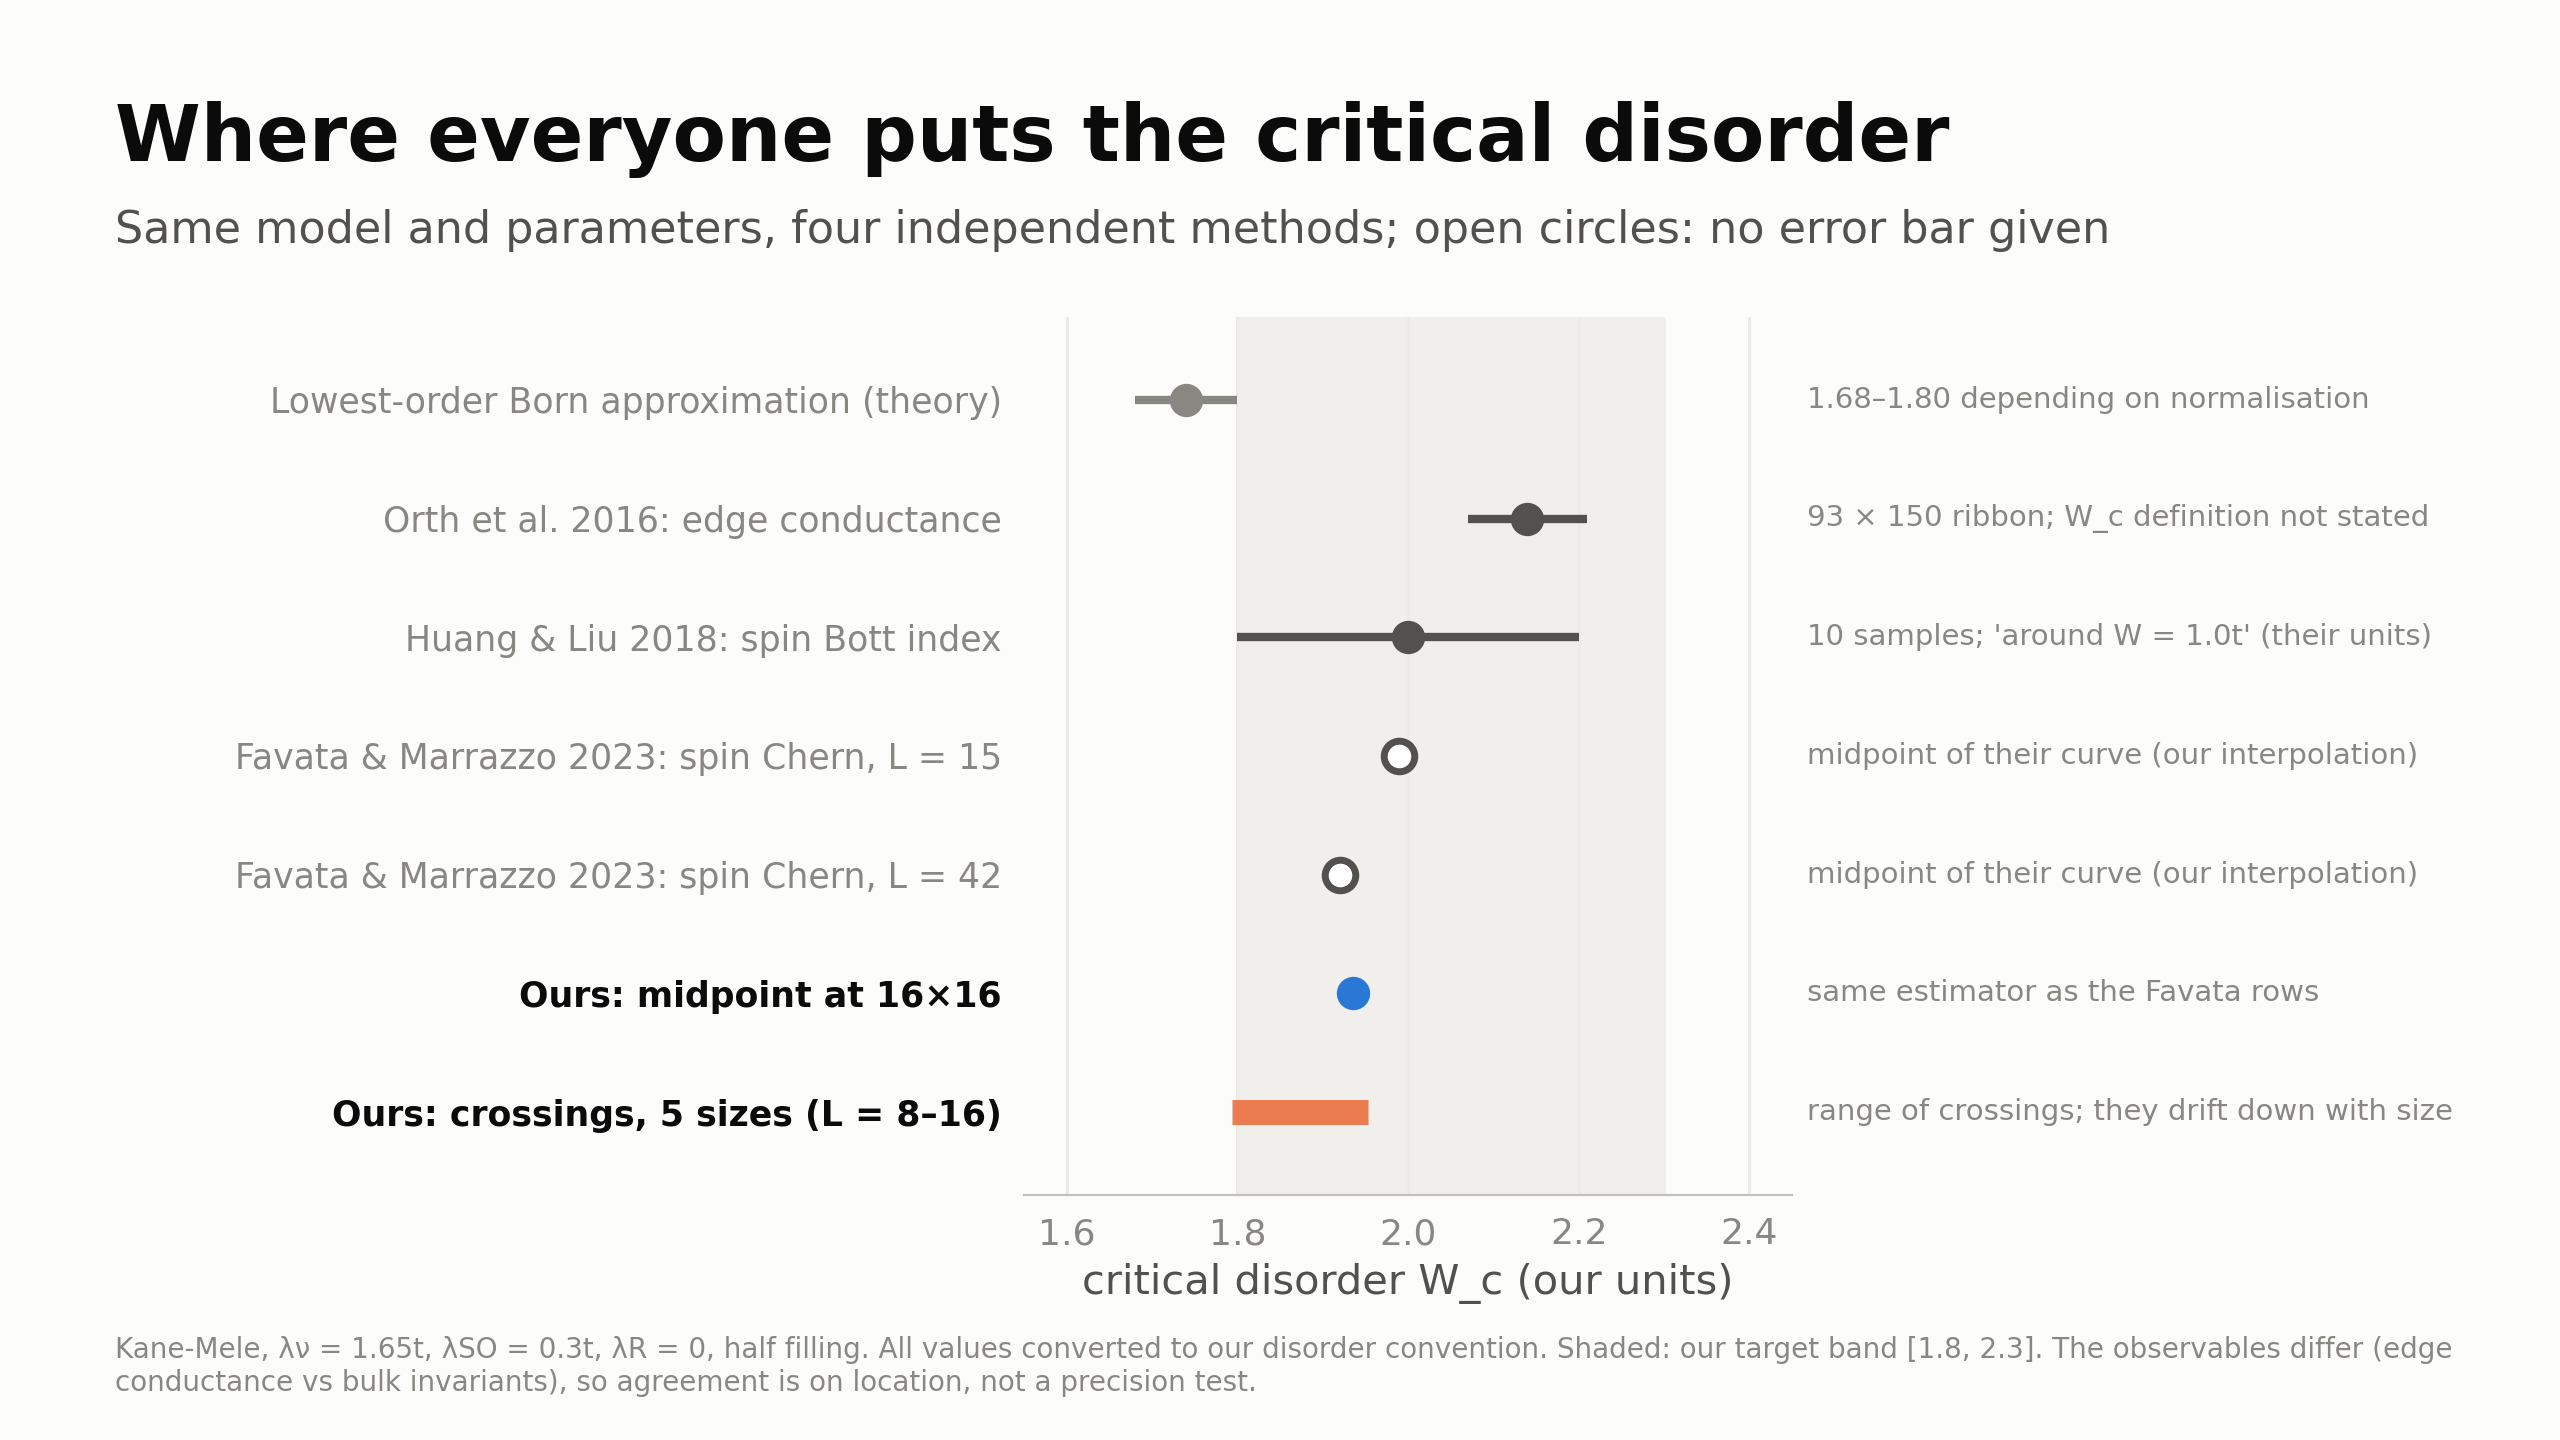 Where everyone puts the critical disorder
Same model and parameters, four independent methods; open circles: no error bar given
Lowest-order Born approximation (theory)
1.68–1.80 depending on normalisation
Orth et al. 2016: edge conductance
93 × 150 ribbon; W_c definition not stated
Huang & Liu 2018: spin Bott index
10 samples; 'around W = 1.0t' (their units)
Favata & Marrazzo 2023: spin Chern, L = 15
midpoint of their curve (our interpolation)
Favata & Marrazzo 2023: spin Chern, L = 42
midpoint of their curve (our interpolation)
Ours: midpoint at 16×16
same estimator as the Favata rows
Ours: crossings, 5 sizes (L = 8–16)
range of crossings; they drift down with size
1.6 1.8 2.0 2.2 2.4
critical disorder W_c (our units)
Kane-Mele, λν = 1.65t, λSO = 0.3t, λR = 0, half filling. All values converted to our disorder convention. Shaded: our target band [1.8, 2.3]. The observables differ (edge
conductance vs bulk invariants), so agreement is on location, not a precision test.